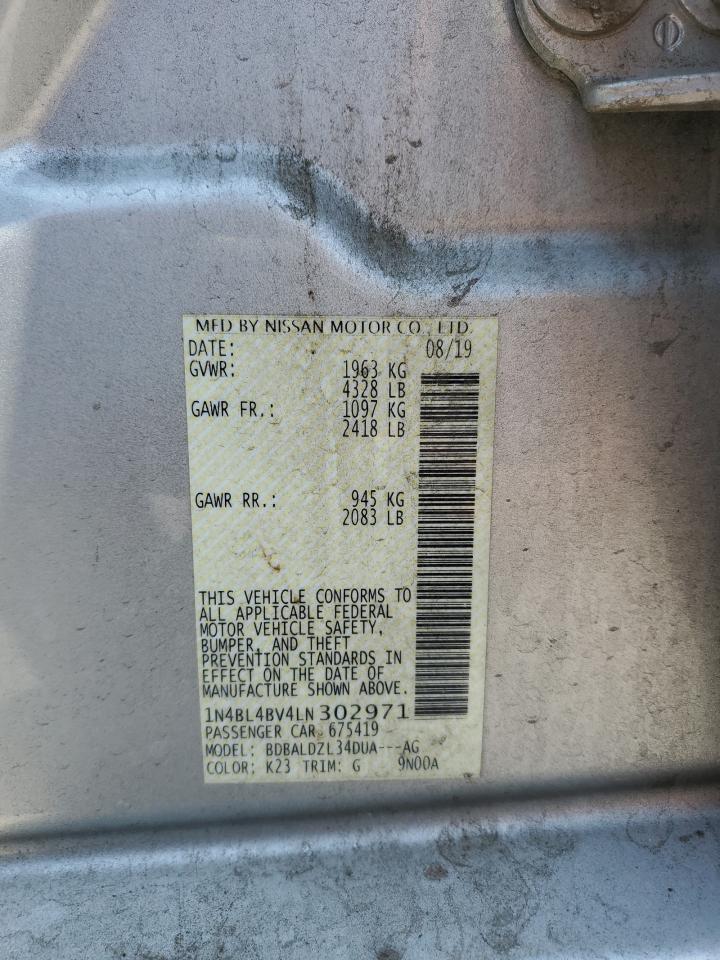 MFD BY NISSAN MOTOR CO., LTD.
DATE: 08/19
GVWR: 1963 KG
4328 LB
GAWR FR.: 1097 KG
2418 LB
GAWR RR.: 945 KG
2083 LB
THIS VEHICLE CONFORMS TO
ALL APPLICABLE FEDERAL
MOTOR VEHICLE SAFETY,
BUMPER, AND THEFT
PREVENTION STANDARDS IN
EFFECT ON THE DATE OF
MANUFACTURE SHOWN ABOVE.
1N4BL4BV4LN302971
PASSENGER CAR 675419
MODEL: BDBALDZL34DUA---AG
COLOR: K23 TRIM: G 9N00A